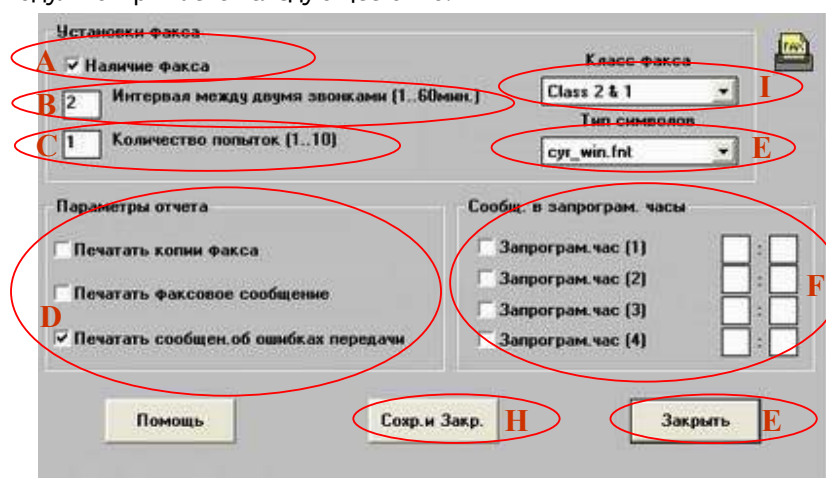 Установки факса
A Наличие факса
B 2 Интервал между двумя звонками (1..60мин.)
C 1 Количество попыток (1..10)
FAX
Класс факса
Class 2 & 1 I
Тип символов
cyr_win.fnt E
Параметры отчета
Печатать копии факса
Печатать факсовое сообщение
D
Печатать сообщен.об ошибках передачи
Сообщ. в запрограм. часы
Запрограм.час (1) :
Запрограм.час (2) :
F
Запрограм.час (3) :
Запрограм.час (4) :
Помощь
Сохр.и Закр. H
Закрыть E